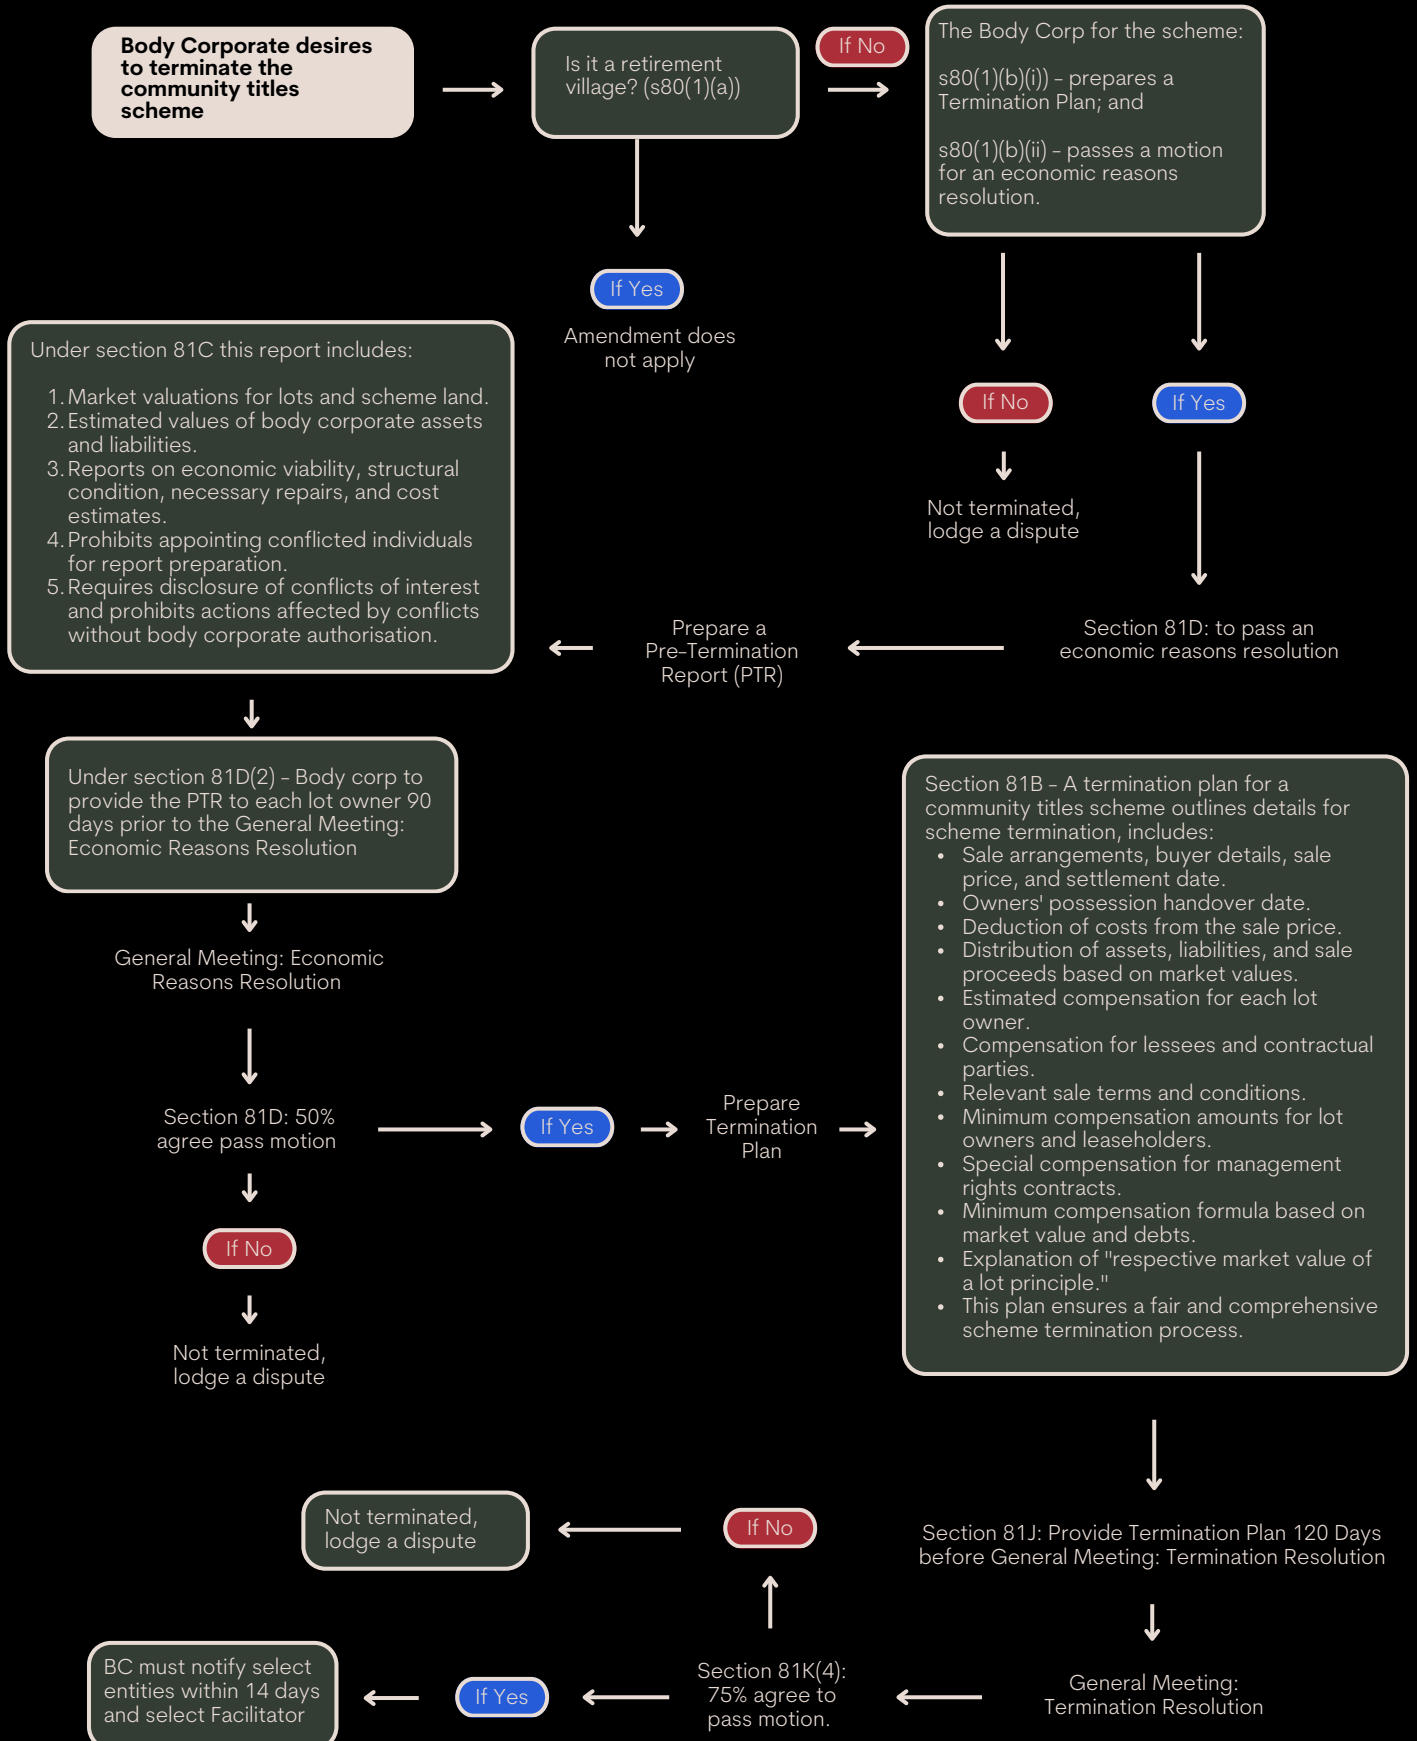 Body Corporate desires
to terminate the
community titles
scheme
Is it a retirement
village? (s80(1)(a))
If No
The Body Corp for the scheme:
s80(1)(b)(i)) - prepares a
Termination Plan; and
s80(1)(b)(ii) - passes a motion
for an economic reasons
resolution.
If Yes
Amendment does
not apply
If No
Not terminated,
lodge a dispute
If Yes
Section 81D: to pass an
economic reasons resolution
Prepare a
Pre-Termination
Report (PTR)
Under section 81C this report includes:
1. Market valuations for lots and scheme land.
2. Estimated values of body corporate assets
and liabilities.
3. Reports on economic viability, structural
condition, necessary repairs, and cost
estimates.
4. Prohibits appointing conflicted individuals
for report preparation.
5. Requires disclosure of conflicts of interest
and prohibits actions affected by conflicts
without body corporate authorisation.
Under section 81D(2) - Body corp to
provide the PTR to each lot owner 90
days prior to the General Meeting:
Economic Reasons Resolution
General Meeting: Economic
Reasons Resolution
Section 81D: 50%
agree pass motion
If No
Not terminated,
lodge a dispute
If Yes
Prepare
Termination
Plan
Section 81B - A termination plan for a
community titles scheme outlines details for
scheme termination, includes:
• Sale arrangements, buyer details, sale
price, and settlement date.
• Owners' possession handover date.
• Deduction of costs from the sale price.
• Distribution of assets, liabilities, and sale
proceeds based on market values.
• Estimated compensation for each lot
owner.
• Compensation for lessees and contractual
parties.
• Relevant sale terms and conditions.
• Minimum compensation amounts for lot
owners and leaseholders.
• Special compensation for management
rights contracts.
• Minimum compensation formula based on
market value and debts.
• Explanation of "respective market value of
a lot principle."
• This plan ensures a fair and comprehensive
scheme termination process.
Section 81J: Provide Termination Plan 120 Days
before General Meeting: Termination Resolution
General Meeting:
Termination Resolution
Section 81K(4):
75% agree to
pass motion.
If No
Not terminated,
lodge a dispute
If Yes
BC must notify select
entities within 14 days
and select Facilitator